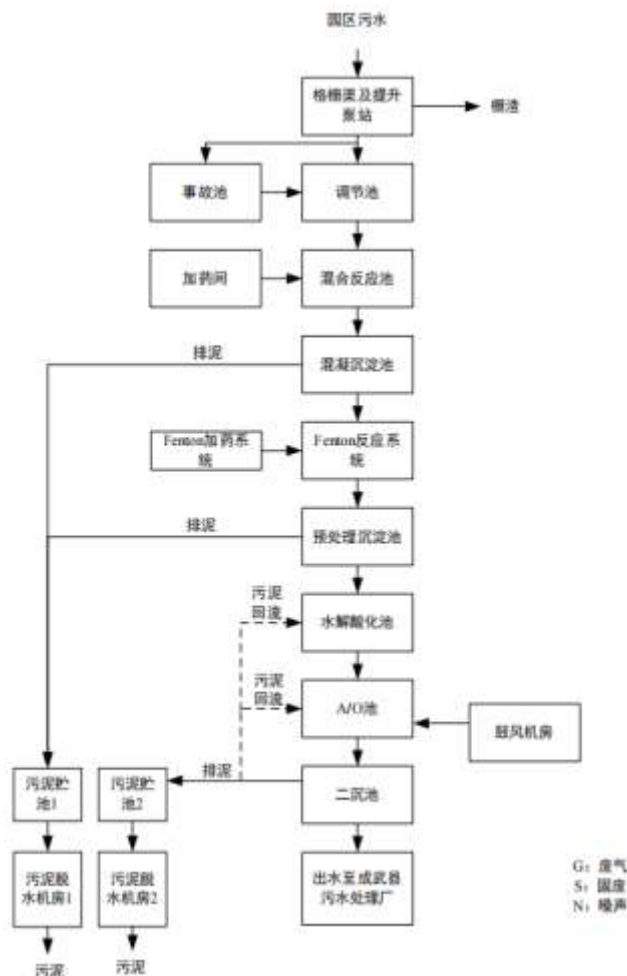 园区污水
格栅渠及提升
泵站
栅渣
事故池
调节池
加药间
混合反应池
排泥
混凝沉淀池
Fenton加药系
统
Fenton反应系
统
排泥
预处理沉淀池
污泥
回流
水解酸化池
污泥
回流
A/O池
鼓风机房
污泥贮
池1
污泥贮
池2
排泥
二沉池
污泥脱
水机房1
污泥脱
水机房2
出水至成武县
污水处理厂
G：废气
S：固废
N：噪声
污泥
污泥